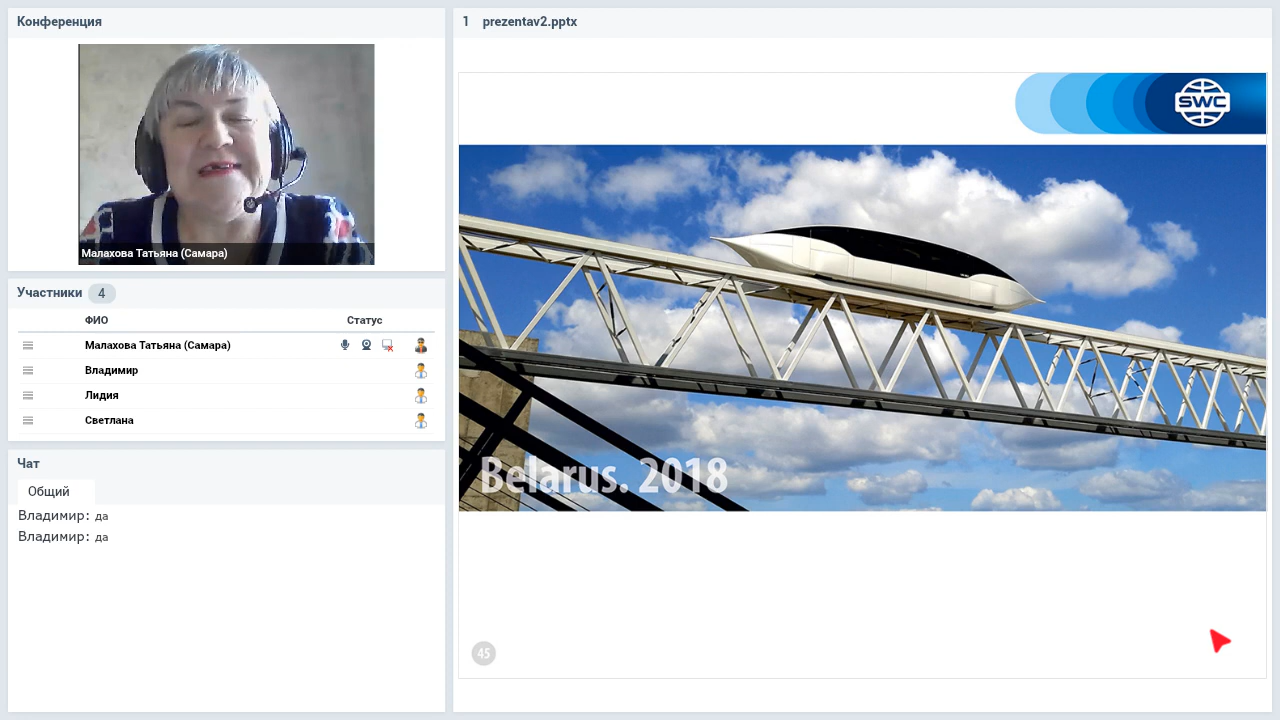 Конференция
Малахова Татьяна (Самара)
Участники 4
ФИО Статус
Малахова Татьяна (Самара)
Владимир
Лидия
Светлана
Чат
Общий
Владимир: да
Владимир: да
1 prezentav2.pptx
SWC
Belarus. 2018
45